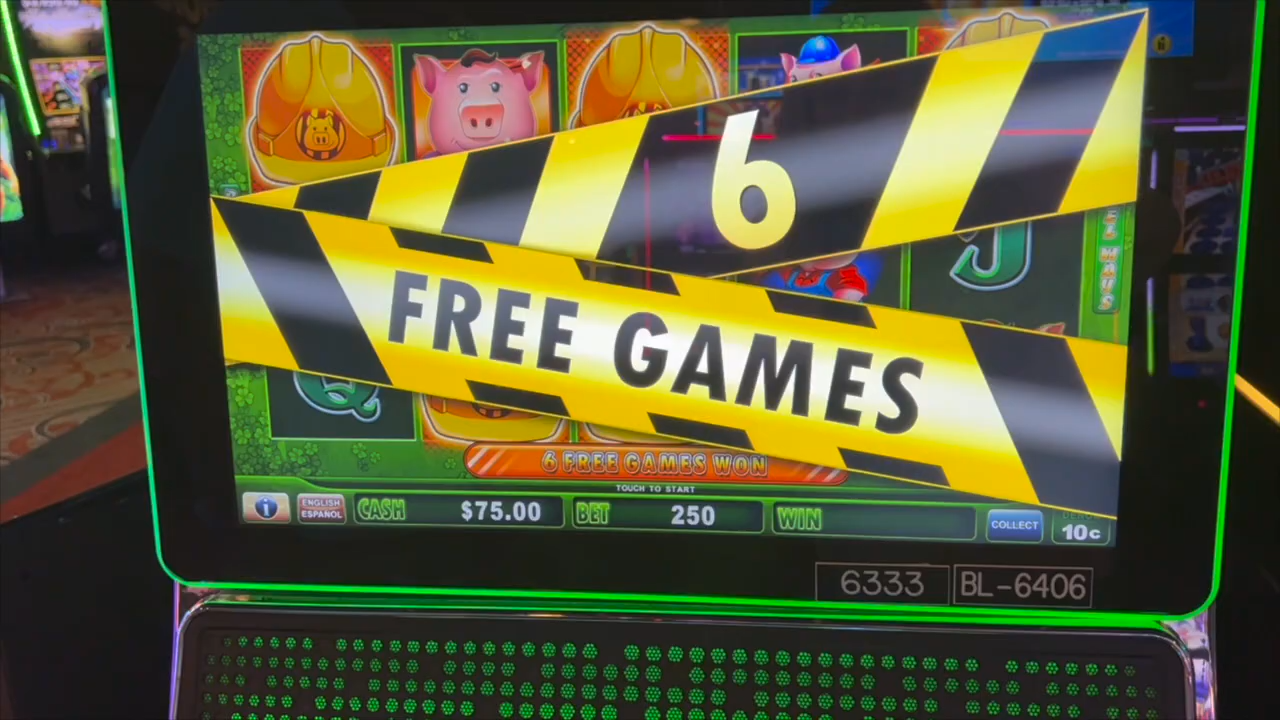 6
FREE GAMES
J
Q
6 FREE GAMES WON
TOUCH TO START
ENGLISH
ESPAÑOL
CASH $75.00 BET 250 WIN
COLLECT
10¢
6333 BL-6406